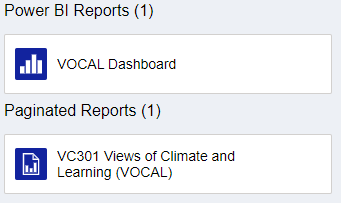 Power BI Reports (1)
VOCAL Dashboard
Paginated Reports (1)
VC301 Views of Climate and
Learning (VOCAL)